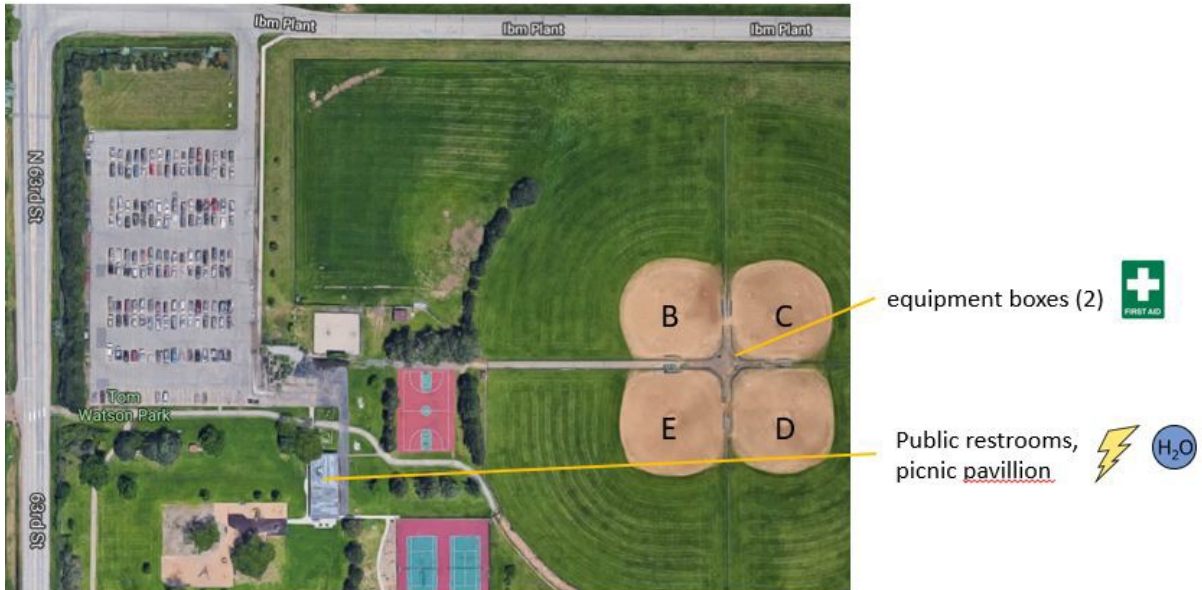 Ibm Plant
Ibm Plant
Ibm Plant
N 63rd St
B
C
equipment boxes (2)
FIRST AID
Tom
Watson Park
E
D
Public restrooms,
picnic pavillion
H₂O
63rd St